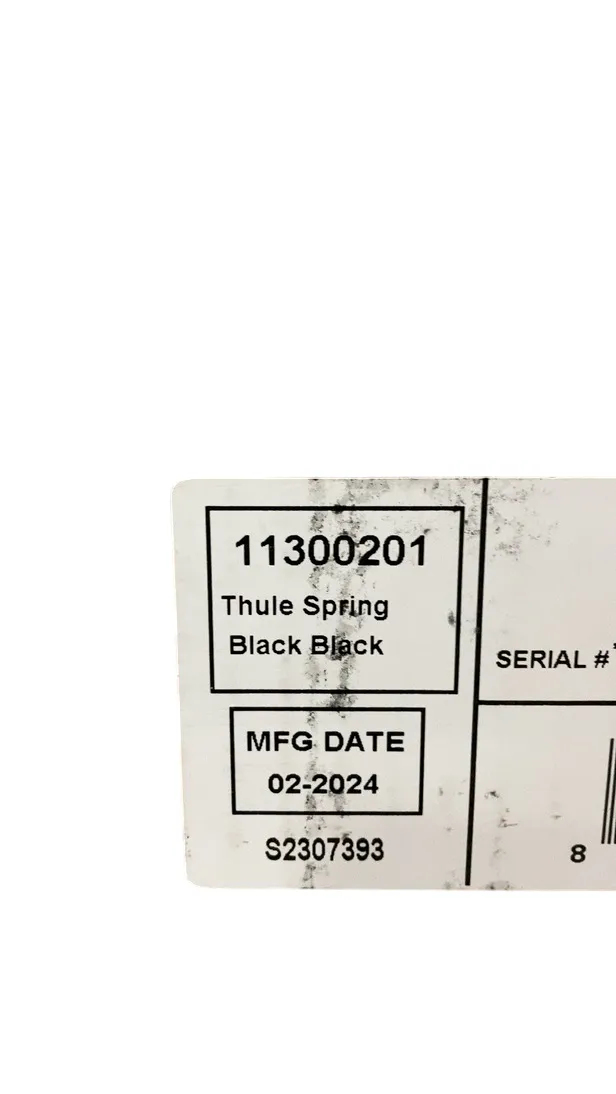 11300201
Thule Spring
Black Black
MFG DATE
02-2024
S2307393
SERIAL #
8